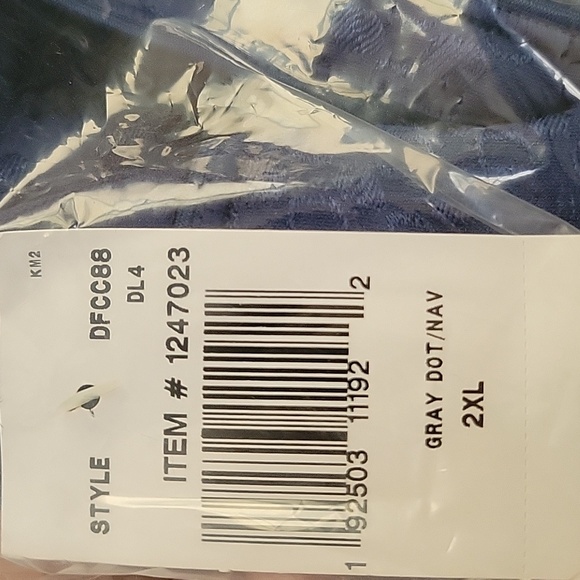 KM2
STYLE DFCC88
DL4
ITEM # 1247023
1 92503 11192 2
GRAY DOT/NAV
2XL